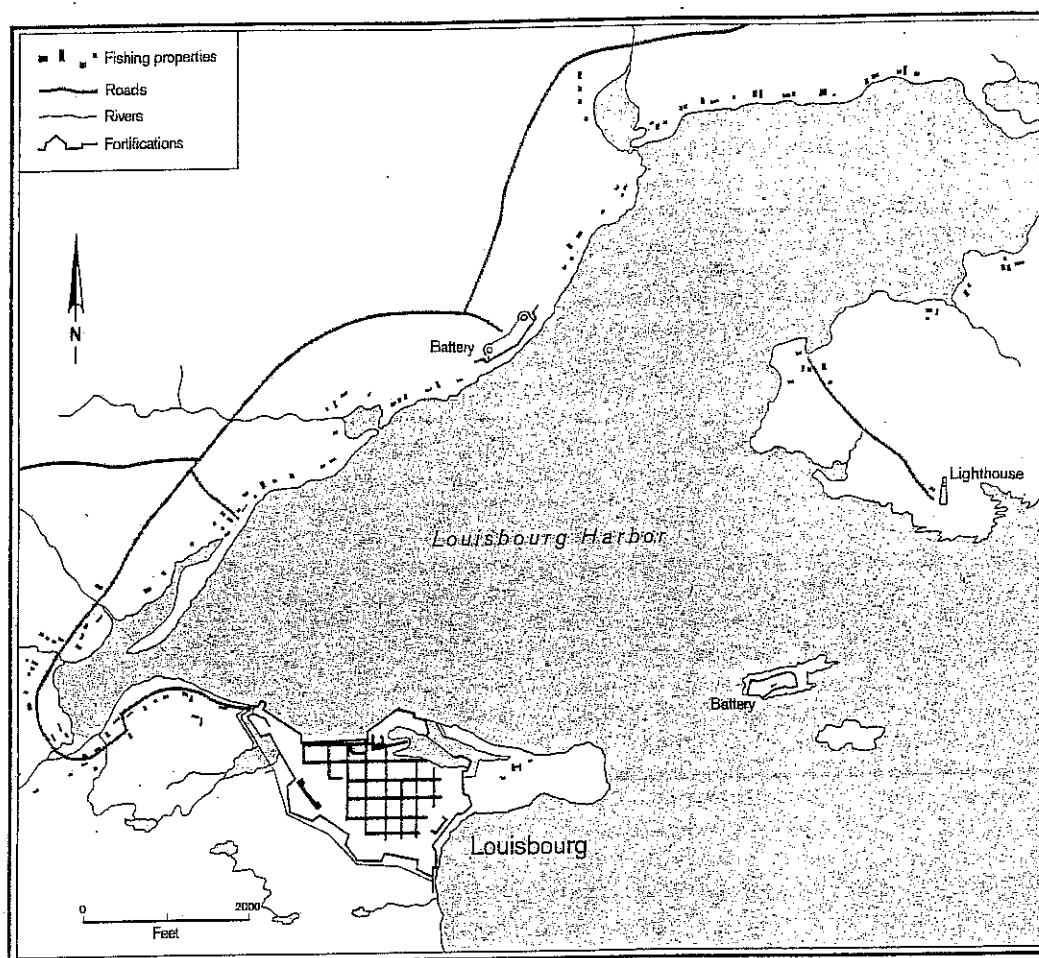 Fishing properties
Roads
Rivers
Fortifications
N
Battery
Lighthouse
Louisbourg Harbor
Battery
Louisbourg
0 2000
Feet